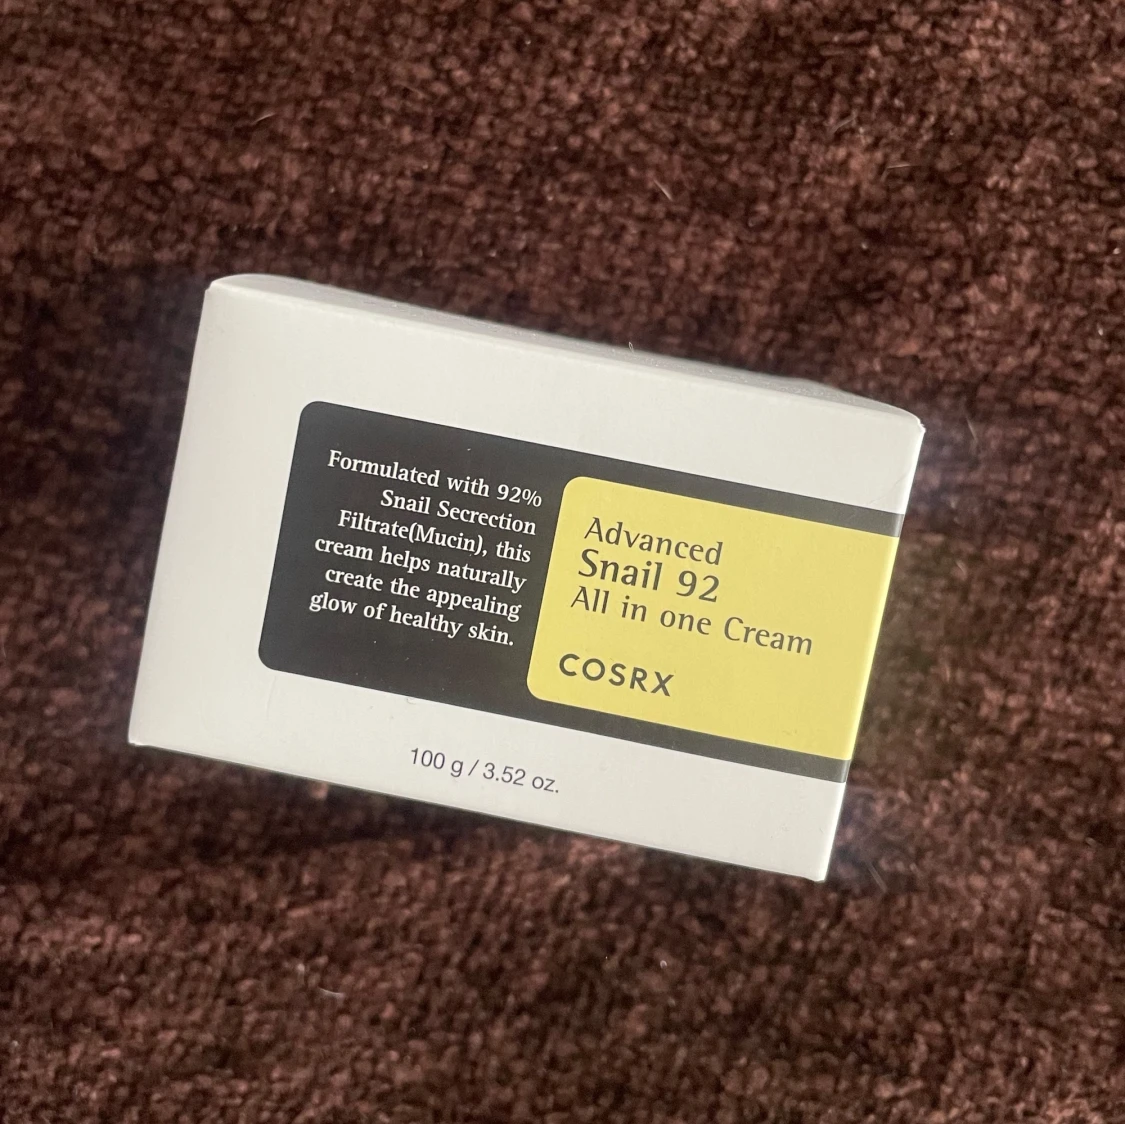 Formulated with 92%
Snail Secrection
Filtrate(Mucin), this
cream helps naturally
create the appealing
glow of healthy skin.
Advanced
Snail 92
All in one Cream
COSRX
100 g / 3.52 oz.